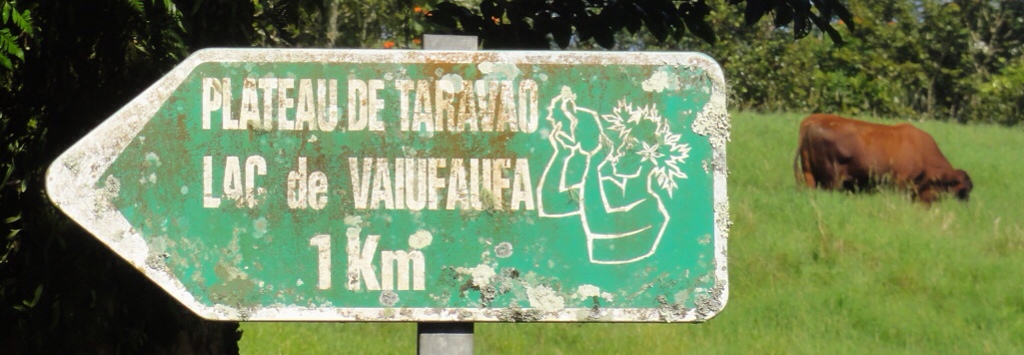 PLATEAU DE TARAVAO
LAC de VAIUFAUFA
1 Km